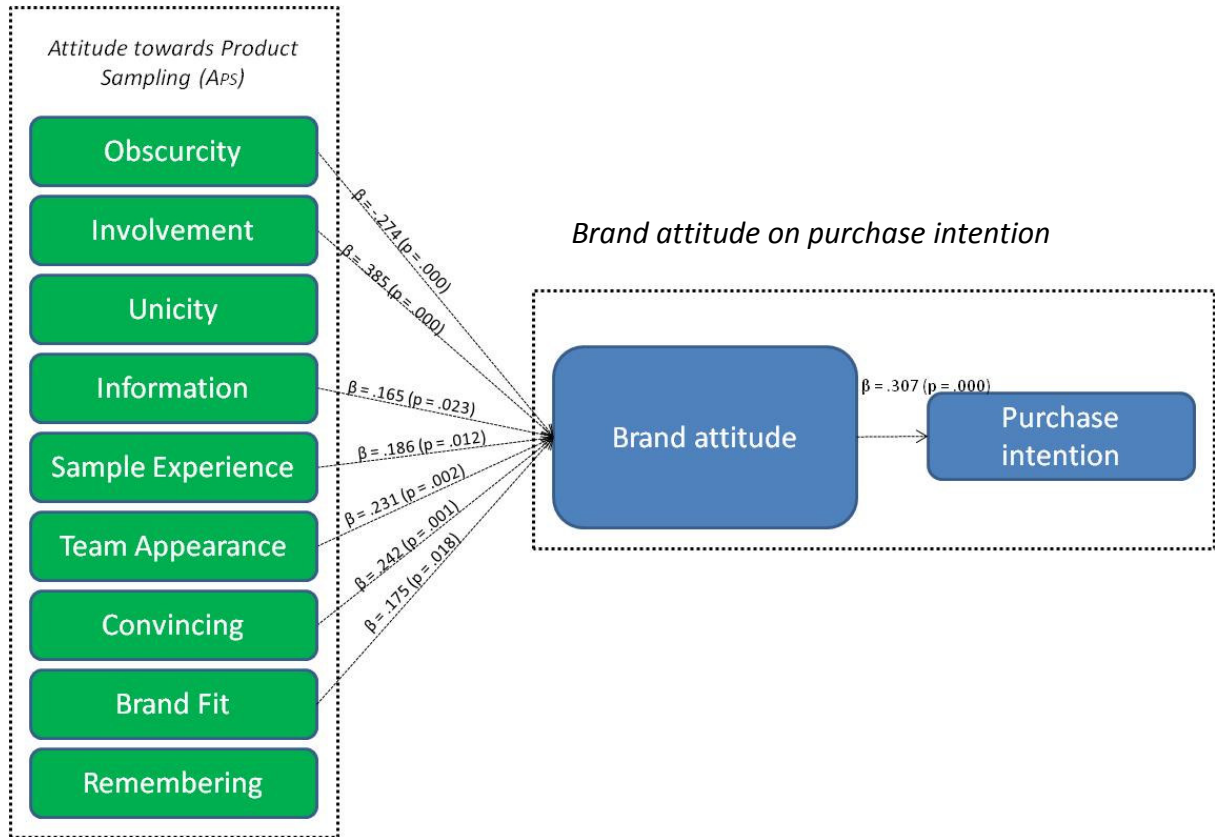 Attitude towards Product
Sampling (APS)
Obscurcity
Involvement
Unicity
Information
Sample Experience
Team Appearance
Convincing
Brand Fit
Remembering
β = -.274 (p = .000)
β = .385 (p = .000)
β = .165 (p = .023)
β = .186 (p = .012)
β = .231 (p = .002)
β = .242 (p = .001)
β = .175 (p = .018)
Brand attitude on purchase intention
Brand attitude
β = .307 (p = .000)
Purchase
intention